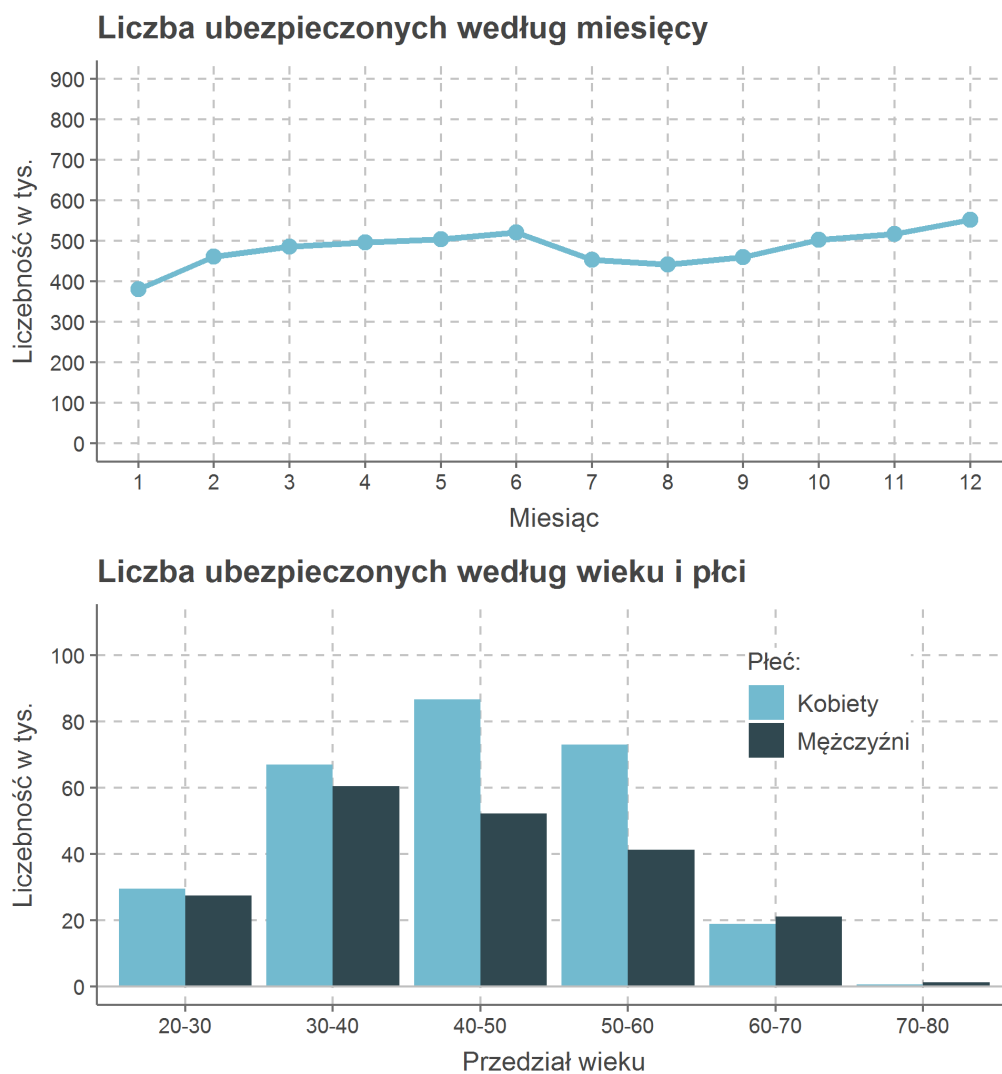 Liczba ubezpieczonych według miesięcy
Liczebność w tys.
900
800
700
600
500
400
300
200
100
0
1 2 3 4 5 6 7 8 9 10 11 12
Miesiąc
Liczba ubezpieczonych według wieku i płci
Liczebność w tys.
100
80
60
40
20
0
Płeć:
Kobiety
Mężczyźni
20-30 30-40 40-50 50-60 60-70 70-80
Przedział wieku